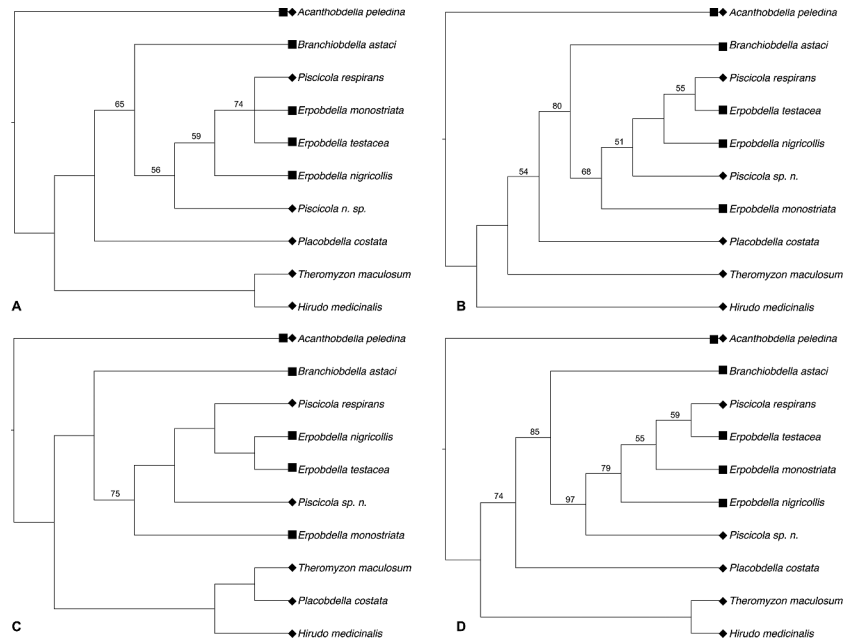 Acanthobdella peledina
Branchiobdella astaci
Piscicola respirans
65
74
Erpobdella monostriata
59
Erpobdella testacea
56
Erpobdella nigricollis
Piscicola n. sp.
Placobdella costata
Theromyzon maculosum
A
Hirudo medicinalis
Acanthobdella peledina
Branchiobdella astaci
Piscicola respirans
55
80
Erpobdella testacea
51
Erpobdella nigricollis
54
68
Piscicola sp. n.
Erpobdella monostriata
Placobdella costata
Theromyzon maculosum
B
Hirudo medicinalis
Acanthobdella peledina
Branchiobdella astaci
Piscicola respirans
Erpobdella nigricollis
Erpobdella testacea
75
Piscicola sp. n.
Erpobdella monostriata
Theromyzon maculosum
Placobdella costata
C
Hirudo medicinalis
Acanthobdella peledina
Branchiobdella astaci
Piscicola respirans
59
85
Erpobdella testacea
55
Erpobdella monostriata
79
74
97
Erpobdella nigricollis
Piscicola sp. n.
Placobdella costata
Theromyzon maculosum
D
Hirudo medicinalis